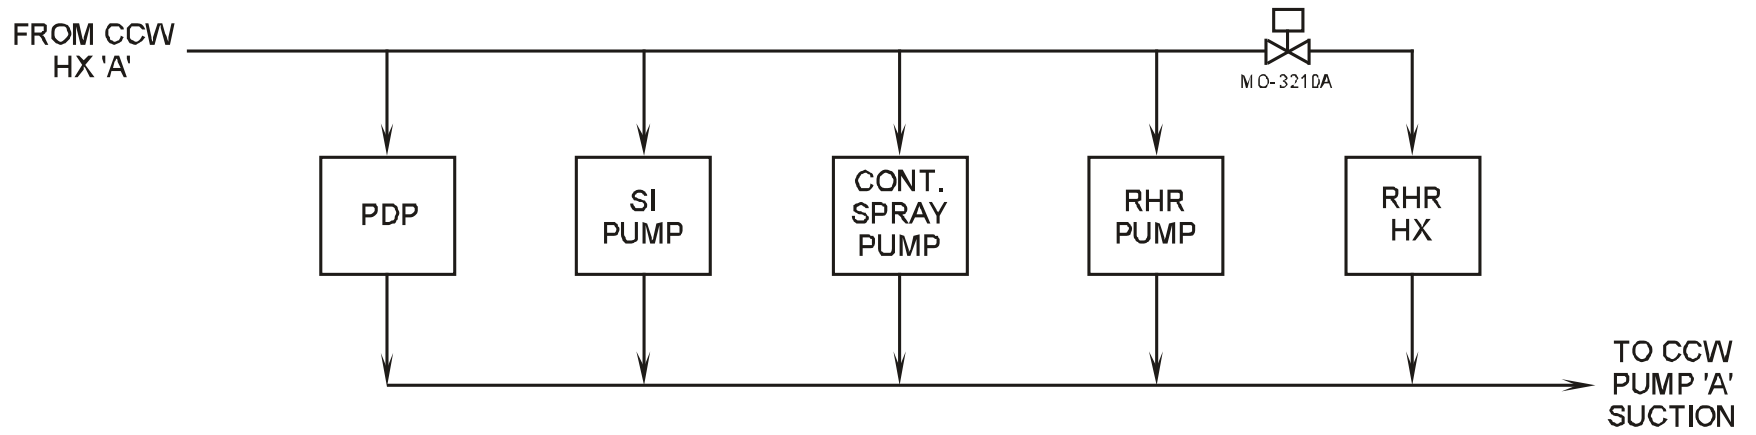 FROM CCW
HX 'A'
MO-3210A
PDP
SI
PUMP
CONT.
SPRAY
PUMP
RHR
PUMP
RHR
HX
TO CCW
PUMP 'A'
SUCTION